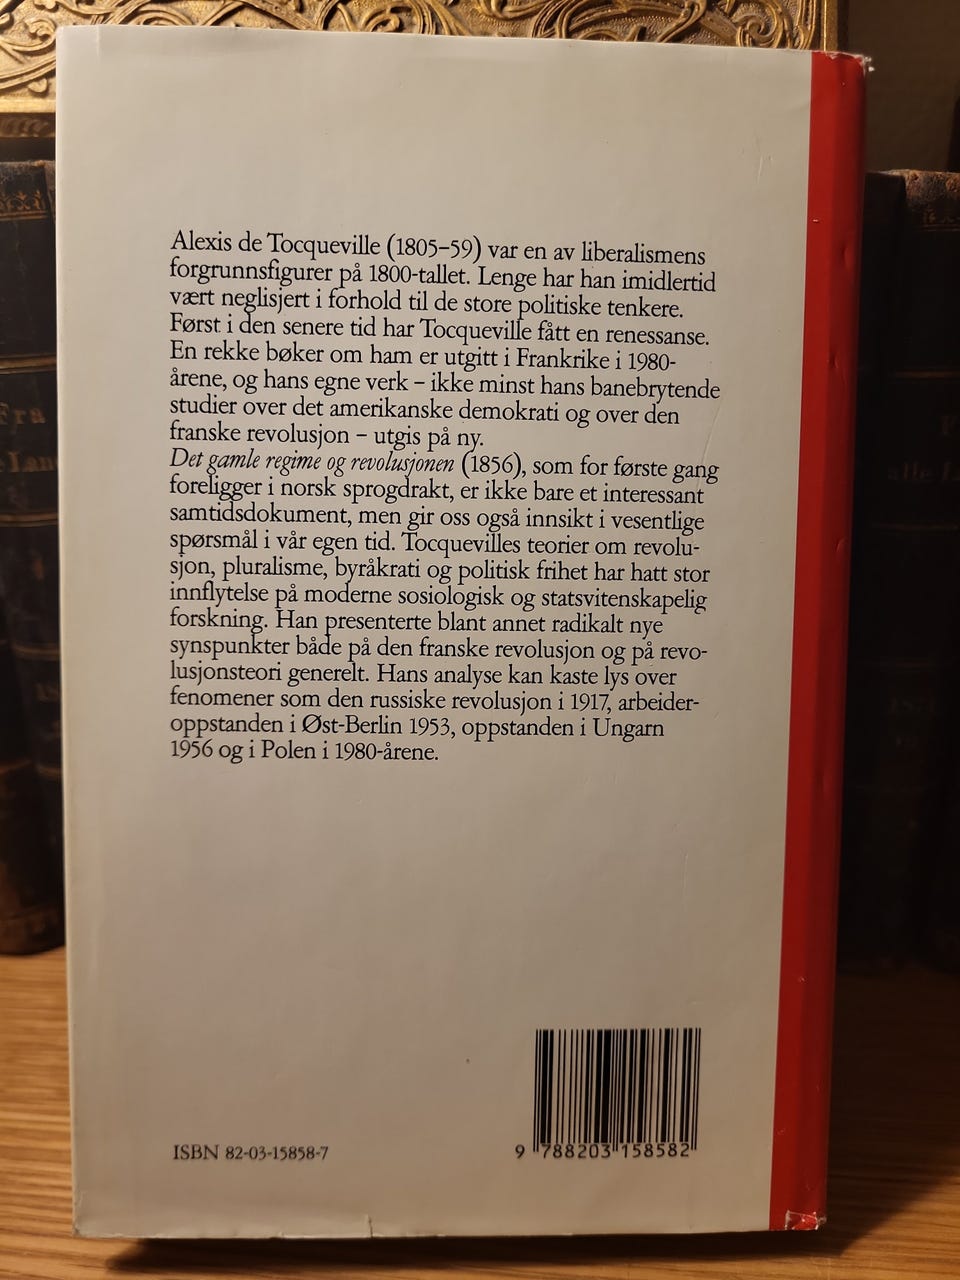 Alexis de Tocqueville (1805–59) var en av liberalismens
forgrunnsfigurer på 1800-tallet. Lenge har han imidlertid
vært neglisjert i forhold til de store politiske tenkere.
Først i den senere tid har Tocqueville fått en renessanse.
En rekke bøker om ham er utgitt i Frankrike i 1980-
årene, og hans egne verk – ikke minst hans banebrytende
studier over det amerikanske demokrati og over den
franske revolusjon – utgis på ny.
Det gamle regime og revolusjonen (1856), som for første gang
foreligger i norsk sprogdrakt, er ikke bare et interessant
samtidsdokument, men gir oss også innsikt i vesentlige
spørsmål i vår egen tid. Tocquevilles teorier om revolu-
sjon, pluralisme, byråkrati og politisk frihet har hatt stor
innflytelse på moderne sosiologisk og statsvitenskapelig
forskning. Han presenterte blant annet radikalt nye
synspunkter både på den franske revolusjon og på revo-
lusjonsteori generelt. Hans analyse kan kaste lys over
fenomener som den russiske revolusjon i 1917, arbeider-
oppstanden i Øst-Berlin 1953, oppstanden i Ungarn
1956 og i Polen i 1980-årene.
ISBN 82-03-15858-7
9 788203 158582
Fra
alle